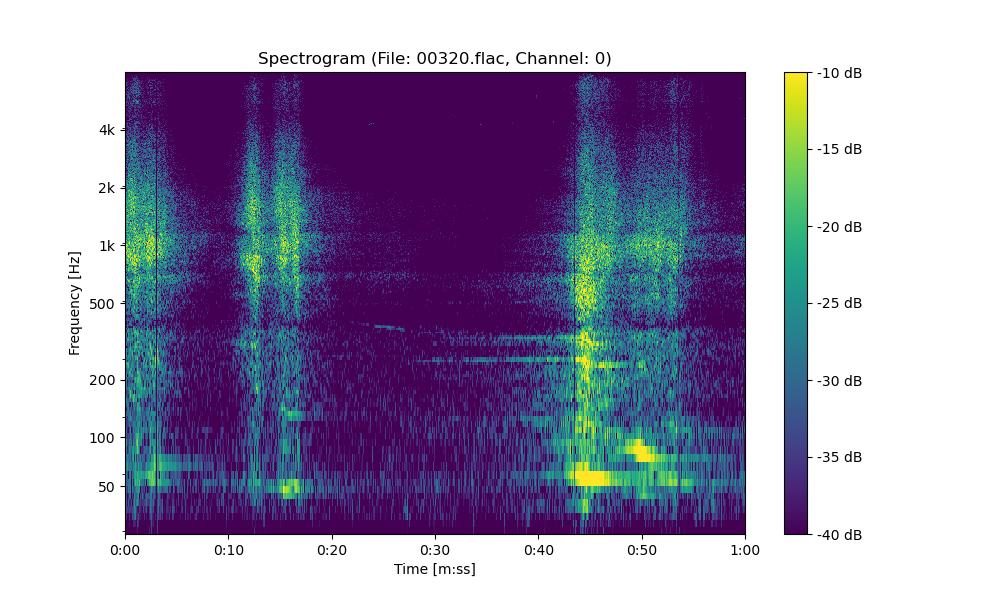 Spectrogram (File: 00320.flac, Channel: 0)
Frequency [Hz]
4k
2k
1k
500
200
100
50
0:00 0:10 0:20 0:30 0:40 0:50 1:00
Time [m:ss]
-10 dB
-15 dB
-20 dB
-25 dB
-30 dB
-35 dB
-40 dB